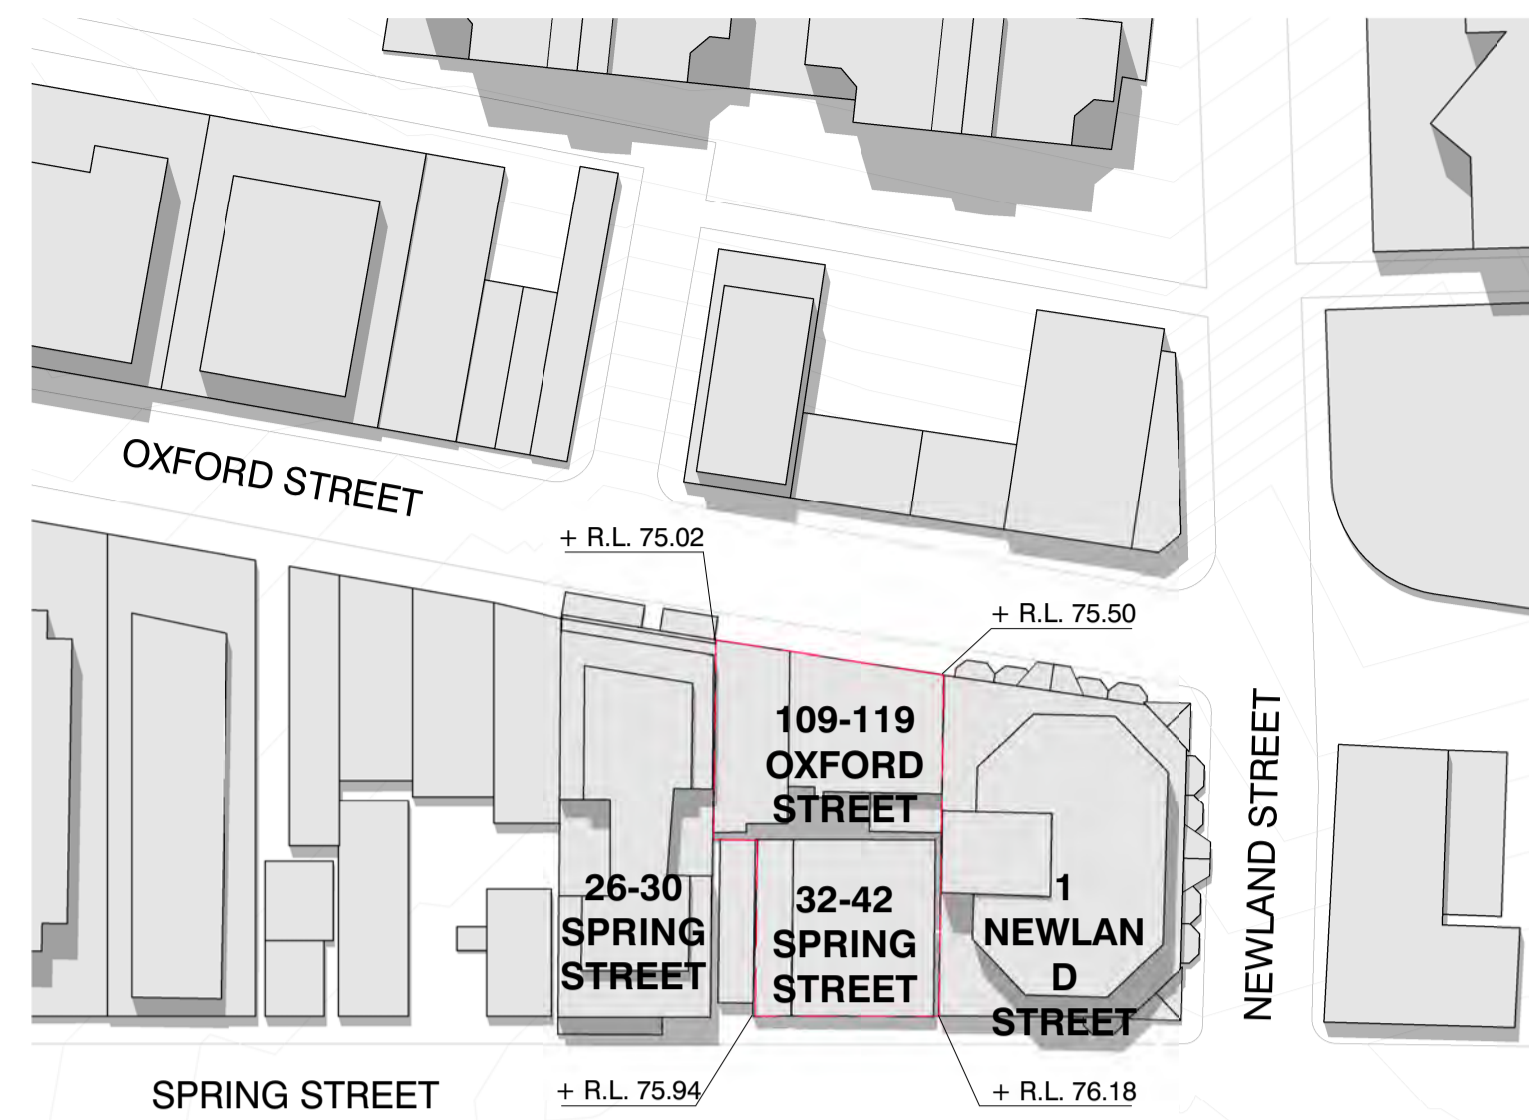 OXFORD STREET
+ R.L. 75.02
+ R.L. 75.50
109-119
OXFORD
STREET
NEWLAND STREET
26-30
SPRING
STREET
32-42
SPRING
STREET
1
NEWLAN
D
STREET
SPRING STREET
+ R.L. 75.94
+ R.L. 76.18